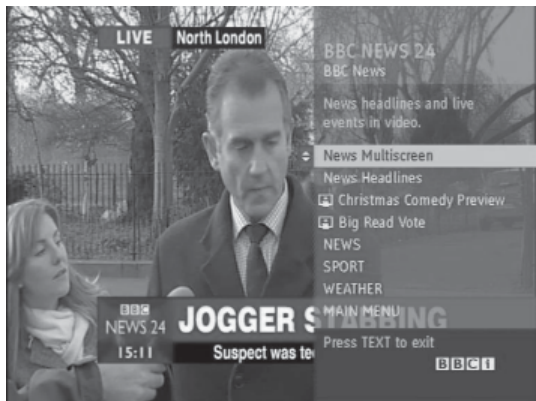 LIVE North London
BBC NEWS 24
BBC News
News headlines and live
events in video.
News Multiscreen
News Headlines
Christmas Comedy Preview
Big Read Vote
NEWS
SPORT
WEATHER
MAIN MENU
Press TEXT to exit
BBCi
BBC
NEWS 24
JOGGER STABBING
15:11
Suspect was